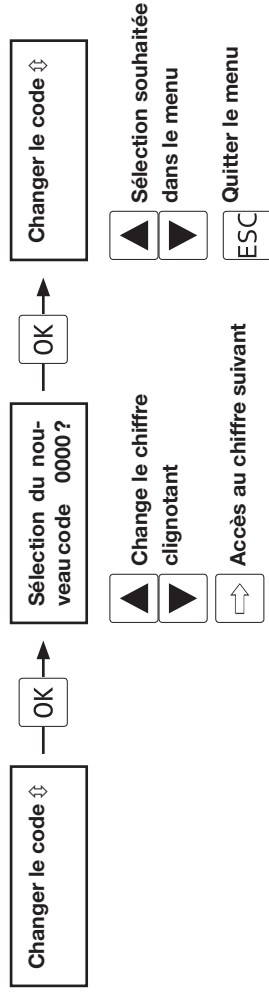 Changer le code ⇳
OK
Sélection du nou-
veau code 0000?
OK
Changer le code ⇳
Change le chiffre
clignotant
Accès au chiffre suivant
Sélection souhaitée
dans le menu
ESC
Quitter le menu